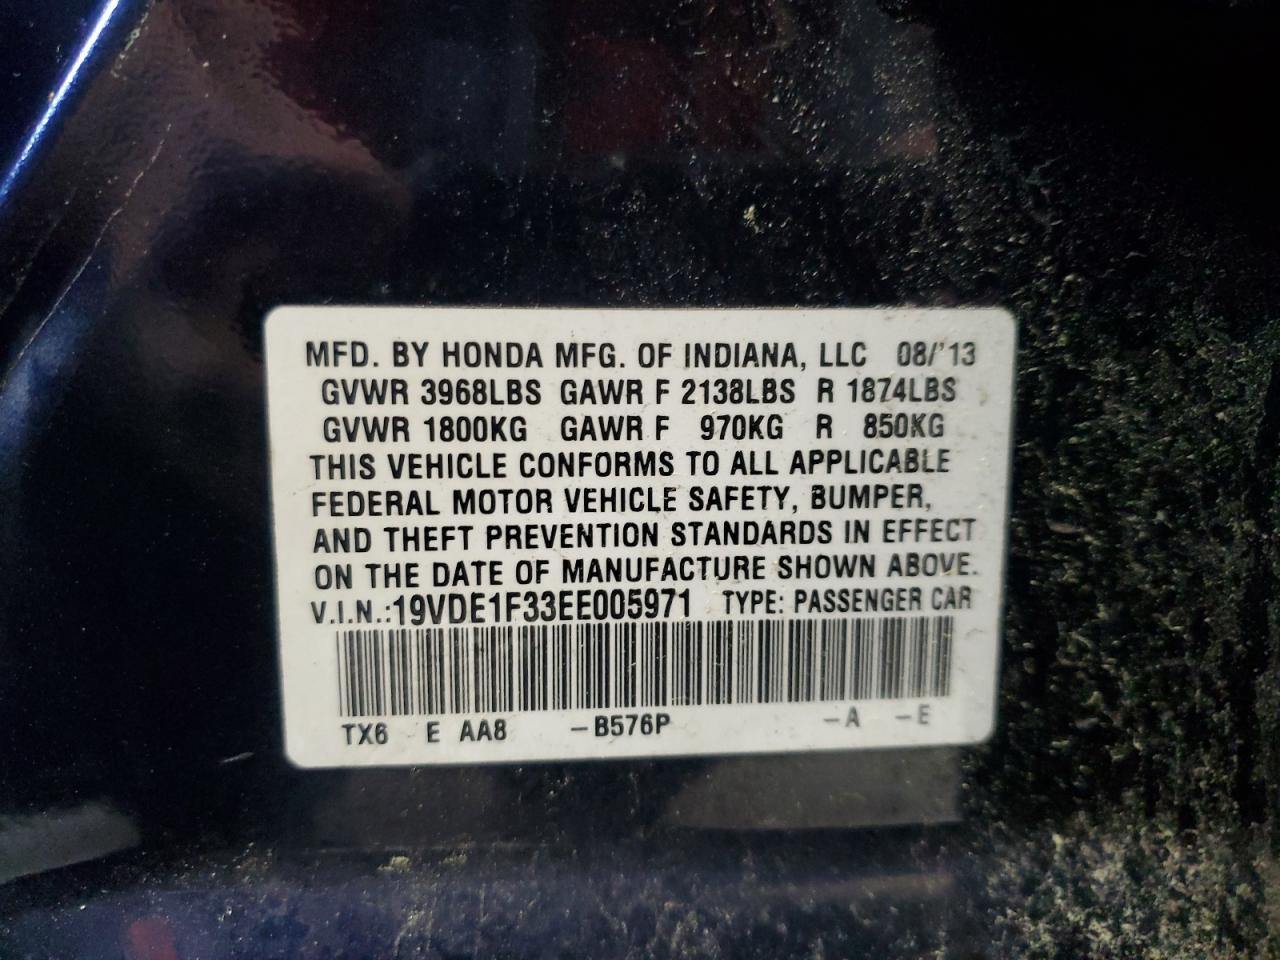 MFD. BY HONDA MFG. OF INDIANA, LLC 08/'13
GVWR 3968LBS GAWR F 2138LBS R 1874LBS
GVWR 1800KG GAWR F 970KG R 850KG
THIS VEHICLE CONFORMS TO ALL APPLICABLE
FEDERAL MOTOR VEHICLE SAFETY, BUMPER,
AND THEFT PREVENTION STANDARDS IN EFFECT
ON THE DATE OF MANUFACTURE SHOWN ABOVE.
V.I.N.:19VDE1F33EE005971 TYPE: PASSENGER CAR
TX6 E AA8 -B576P -A -E